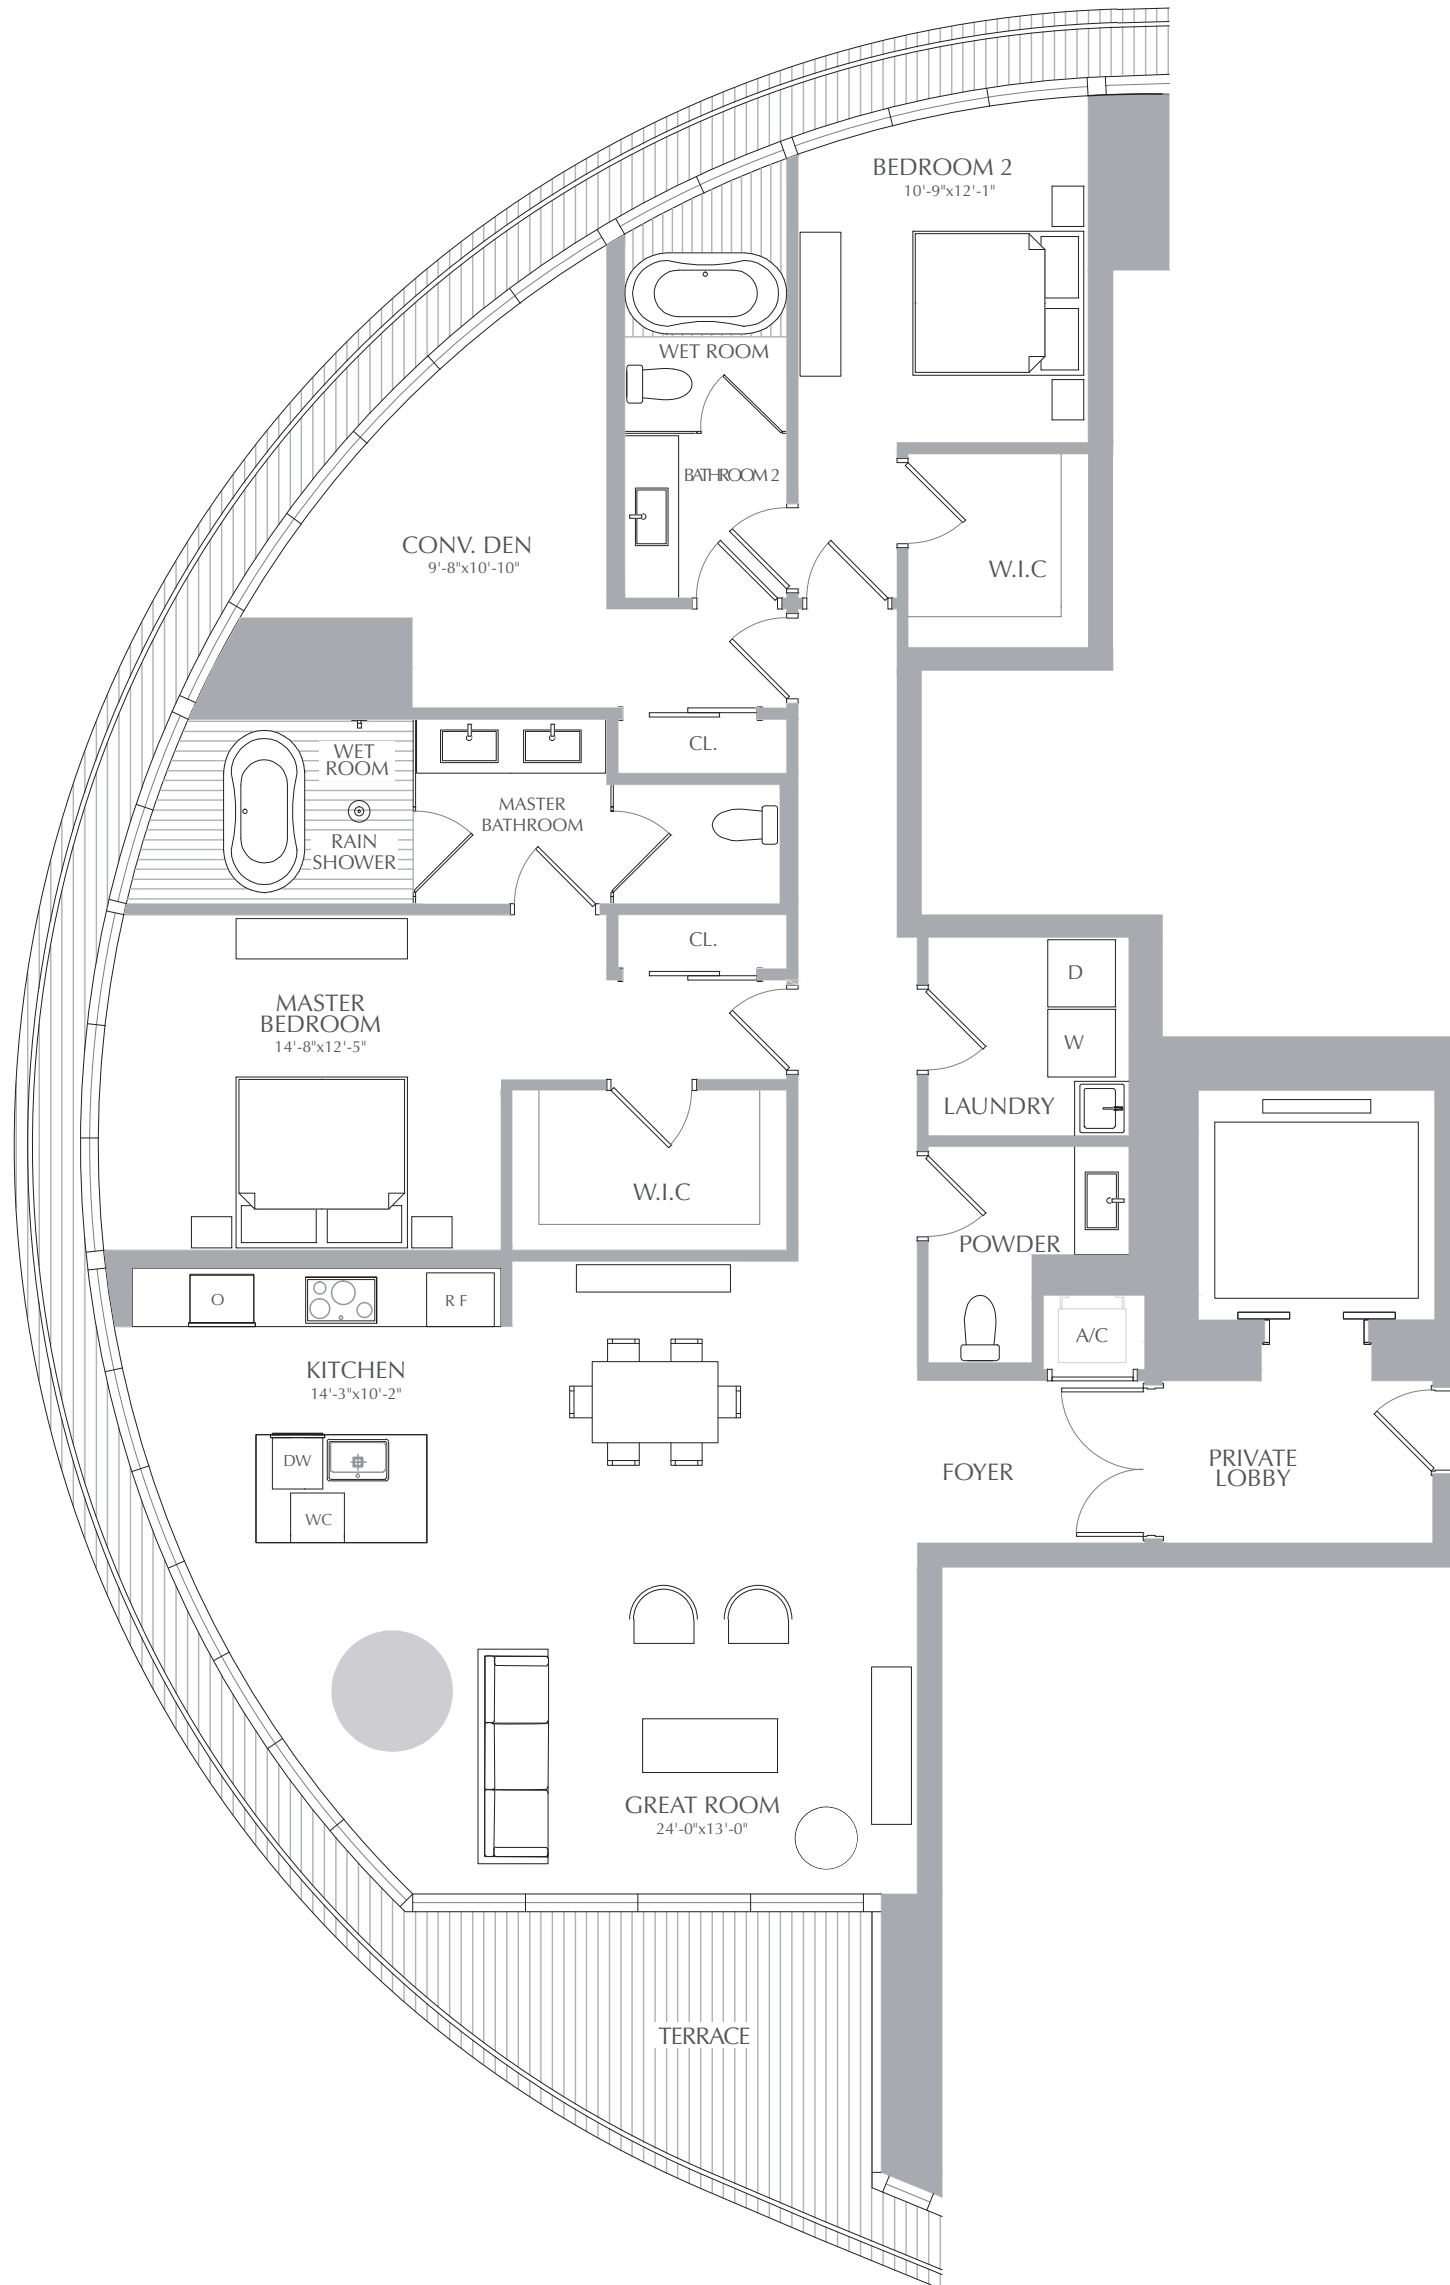 BEDROOM 2
10'-9"x12'-1"
WET ROOM
BATHROOM 2
CONV. DEN
9'-8"x10'-10"
W.I.C
CL.
WET
ROOM
RAIN
SHOWER
MASTER
BATHROOM
CL.
MASTER
BEDROOM
14'-8"x12'-5"
D
W
LAUNDRY
W.I.C
POWDER
O
R F
A/C
KITCHEN
14'-3"x10'-2"
DW
WC
FOYER
PRIVATE
LOBBY
GREAT ROOM
24'-0"x13'-0"
TERRACE